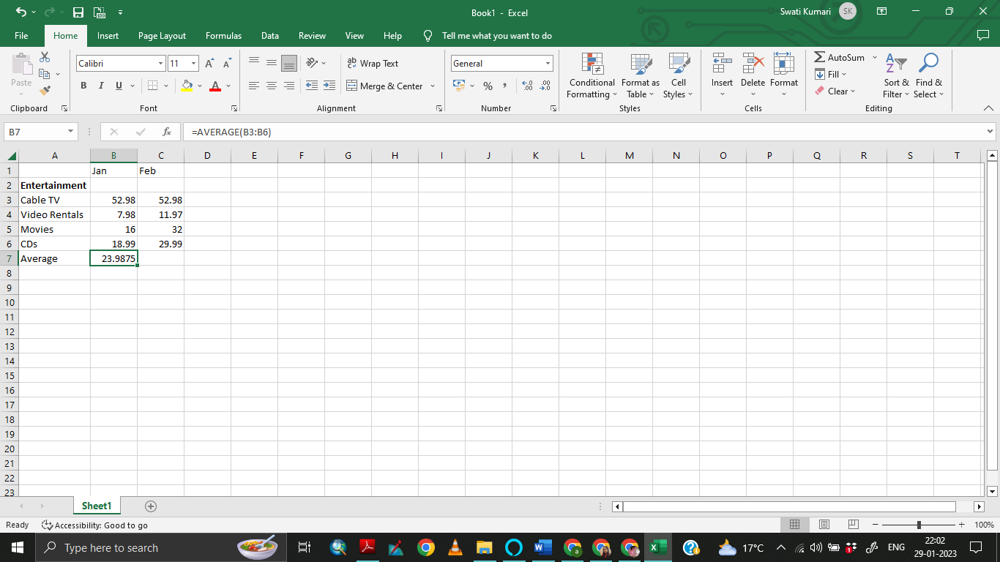 Book1 - Excel
Swati Kumari SK
File Home Insert Page Layout Formulas Data Review View Help Tell me what you want to do
Paste
Calibri 11
B I U A
ab Wrap Text
Merge & Center
General
% ,
Conditional Formatting
Format as Table
Cell Styles
Insert Delete Format
AutoSum
Fill
Clear
Sort & Filter
Find & Select
Clipboard Font Alignment Number Styles Cells Editing
B7 fx =AVERAGE(B3:B6)
A B C D E F G H I J K L M N O P Q R S T
1 Jan Feb
2 Entertainment
3 Cable TV 52.98 52.98
4 Video Rentals 7.98 11.97
5 Movies 16 32
6 CDs 18.99 29.99
7 Average 23.9875
8
9
10
11
12
13
14
15
16
17
18
19
20
21
22
23
Sheet1
Ready Accessibility: Good to go 100%
Type here to search 17°C ENG 22:02
29-01-2023